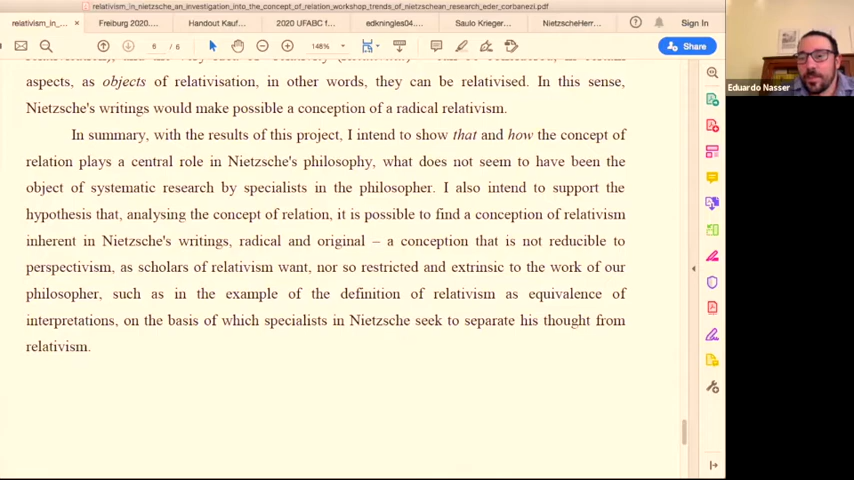 relativism_in_nietzsche_an_investigation_into_the_concept_of_relation_workshop_trends_of_nietzschean_research_eder_corbanezi.pdf
relativism_in_... × Freiburg 2020.... Handout Kauf... 2020 UFABC f... edkningles04.... Saulo Krieger... NietzscheHerr... Sign In
6 / 6 148% Share
aspects, as objects of relativisation, in other words, they can be relativised. In this sense,
Nietzsche's writings would make possible a conception of a radical relativism.
In summary, with the results of this project, I intend to show that and how the concept of
relation plays a central role in Nietzsche's philosophy, what does not seem to have been the
object of systematic research by specialists in the philosopher. I also intend to support the
hypothesis that, analysing the concept of relation, it is possible to find a conception of relativism
inherent in Nietzsche's writings, radical and original – a conception that is not reducible to
perspectivism, as scholars of relativism want, nor so restricted and extrinsic to the work of our
philosopher, such as in the example of the definition of relativism as equivalence of
interpretations, on the basis of which specialists in Nietzsche seek to separate his thought from
relativism.
Eduardo Nasser